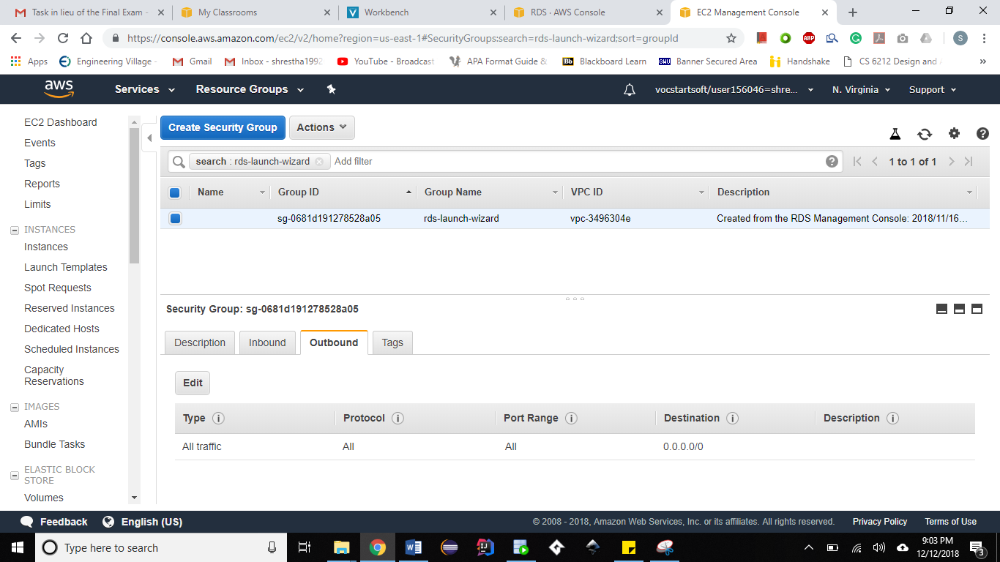 Task in lieu of the Final Exam -
My Classrooms
Workbench
RDS · AWS Console
EC2 Management Console
https://console.aws.amazon.com/ec2/v2/home?region=us-east-1#SecurityGroups:search=rds-launch-wizard;sort=groupId
ABP
S
Apps
Engineering Village -
Gmail
Inbox - shrestha1992
YouTube - Broadcast
APA Format Guide &
Bb Blackboard Learn
GWU Banner Secured Area
Handshake
CS 6212 Design and
»
aws
Services
Resource Groups
vocstartsoft/user156046=shre...
N. Virginia
Support
EC2 Dashboard
Events
Tags
Reports
Limits
INSTANCES
Instances
Launch Templates
Spot Requests
Reserved Instances
Dedicated Hosts
Scheduled Instances
Capacity
Reservations
IMAGES
AMIs
Bundle Tasks
ELASTIC BLOCK
STORE
Volumes
Create Security Group
Actions
search : rds-launch-wizard
Add filter
1 to 1 of 1
Name Group ID Group Name VPC ID Description
sg-0681d191278528a05 rds-launch-wizard vpc-3496304e Created from the RDS Management Console: 2018/11/16...
Security Group: sg-0681d191278528a05
Description Inbound Outbound Tags
Edit
Type Protocol Port Range Destination Description
All traffic All All 0.0.0.0/0
Feedback
English (US)
© 2008 - 2018, Amazon Web Services, Inc. or its affiliates. All rights reserved.
Privacy Policy
Terms of Use
Type here to search
9:03 PM
12/12/2018
3